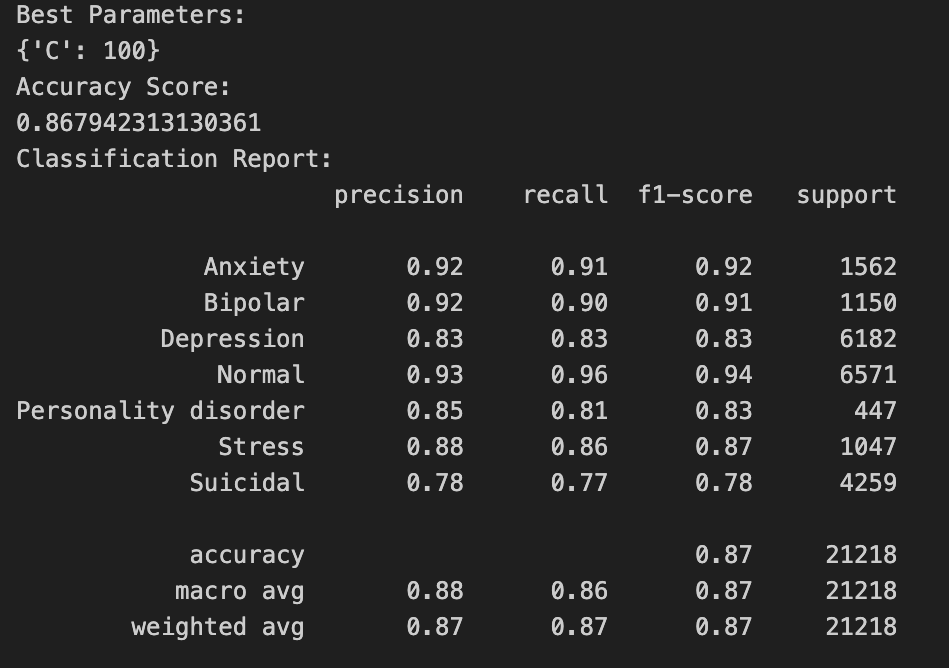 Best Parameters:
{'C': 100}
Accuracy Score:
0.867942313130361
Classification Report:
precision recall f1-score support
Anxiety 0.92 0.91 0.92 1562
Bipolar 0.92 0.90 0.91 1150
Depression 0.83 0.83 0.83 6182
Normal 0.93 0.96 0.94 6571
Personality disorder 0.85 0.81 0.83 447
Stress 0.88 0.86 0.87 1047
Suicidal 0.78 0.77 0.78 4259
accuracy 0.87 21218
macro avg 0.88 0.86 0.87 21218
weighted avg 0.87 0.87 0.87 21218